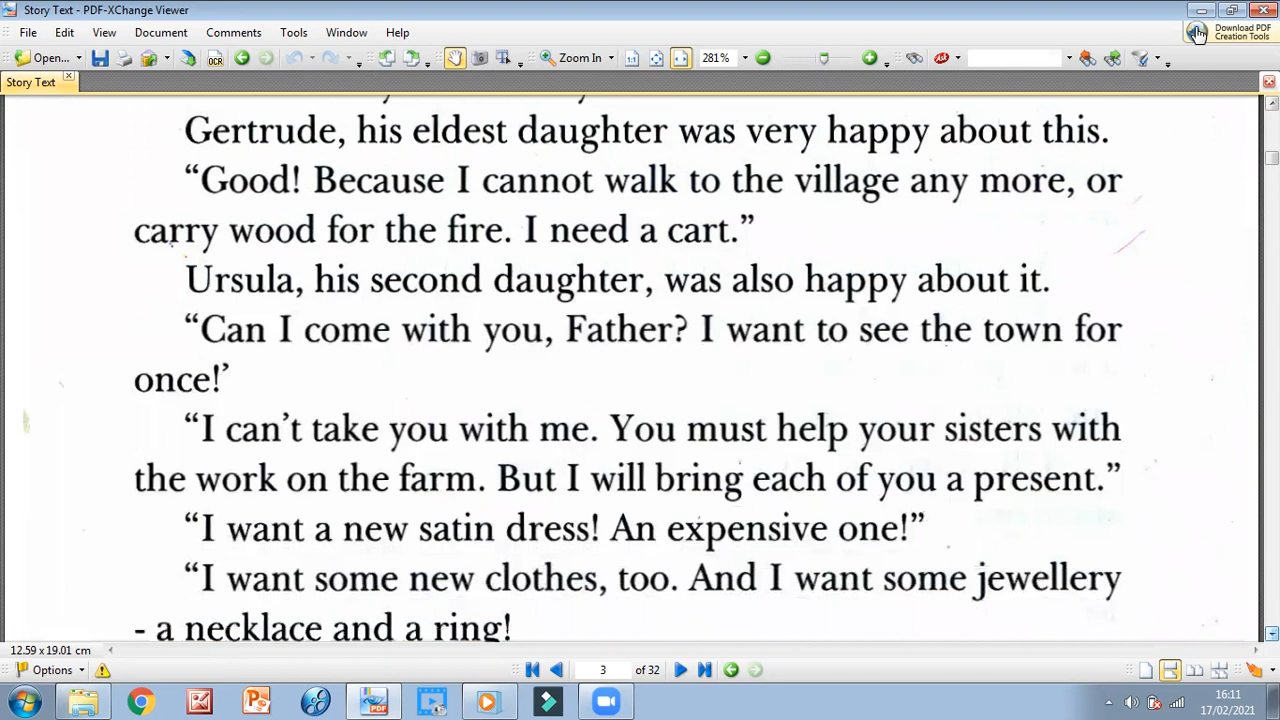 Story Text - PDF-XChange Viewer
File Edit View Document Comments Tools Window Help
Download PDF
Creation Tools
Open... OCR Zoom In 281%
Story Text
Gertrude, his eldest daughter was very happy about this.
“Good! Because I cannot walk to the village any more, or
carry wood for the fire. I need a cart.”
Ursula, his second daughter, was also happy about it.
“Can I come with you, Father? I want to see the town for
once!’
“I can’t take you with me. You must help your sisters with
the work on the farm. But I will bring each of you a present.”
“I want a new satin dress! An expensive one!”
“I want some new clothes, too. And I want some jewellery
- a necklace and a ring!
12.59 x 19.01 cm
Options 3 of 32
PDF
16:11
17/02/2021